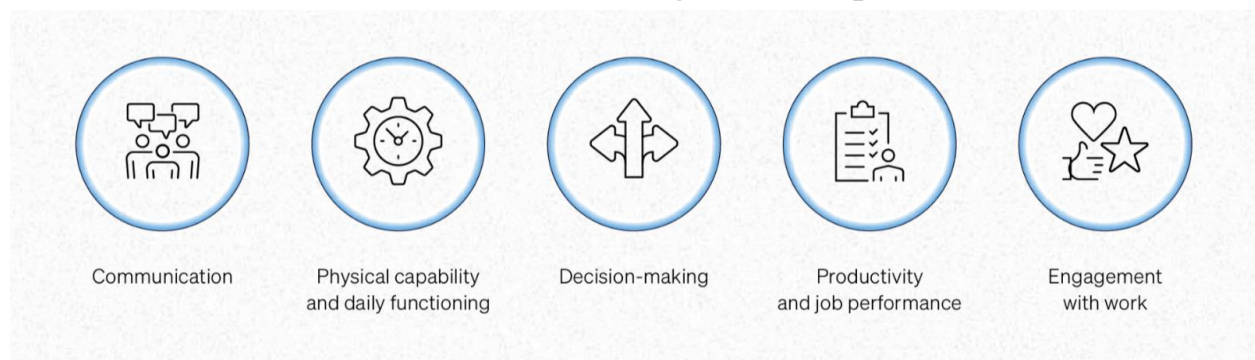 Communication
Physical capability
and daily functioning
Decision-making
Productivity
and job performance
Engagement
with work